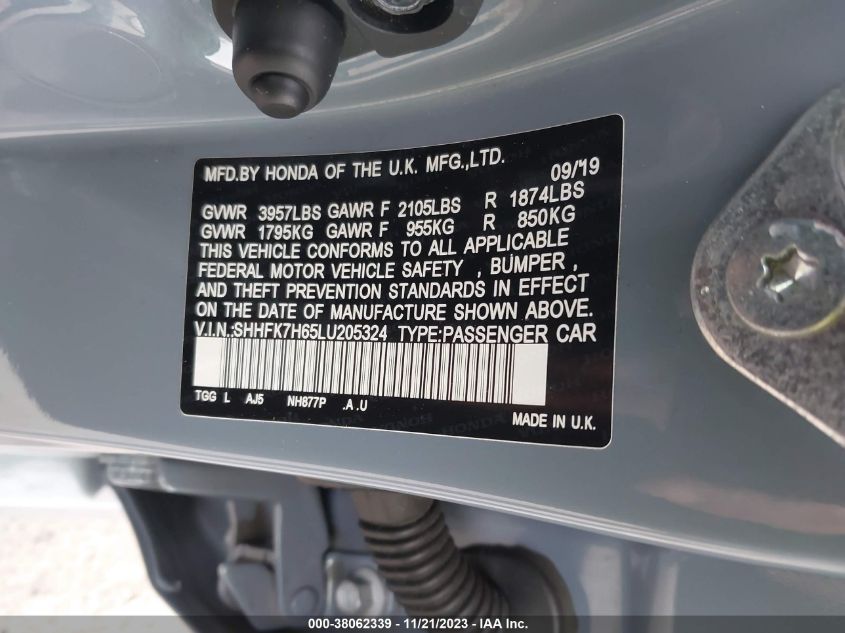 MFD.BY HONDA OF THE U.K. MFG.,LTD. 09/19
GVWR 3957LBS GAWR F 2105LBS R 1874LBS
GVWR 1795KG GAWR F 955KG R 850KG
THIS VEHICLE CONFORMS TO ALL APPLICABLE
FEDERAL MOTOR VEHICLE SAFETY , BUMPER ,
AND THEFT PREVENTION STANDARDS IN EFFECT
ON THE DATE OF MANUFACTURE SHOWN ABOVE.
V.I.N.:SHHFK7H65LU205324 TYPE:PASSENGER CAR
TGG L AJ5 NH877P .A .U
MADE IN U.K.
000-38062339 - 11/21/2023 - IAA Inc.